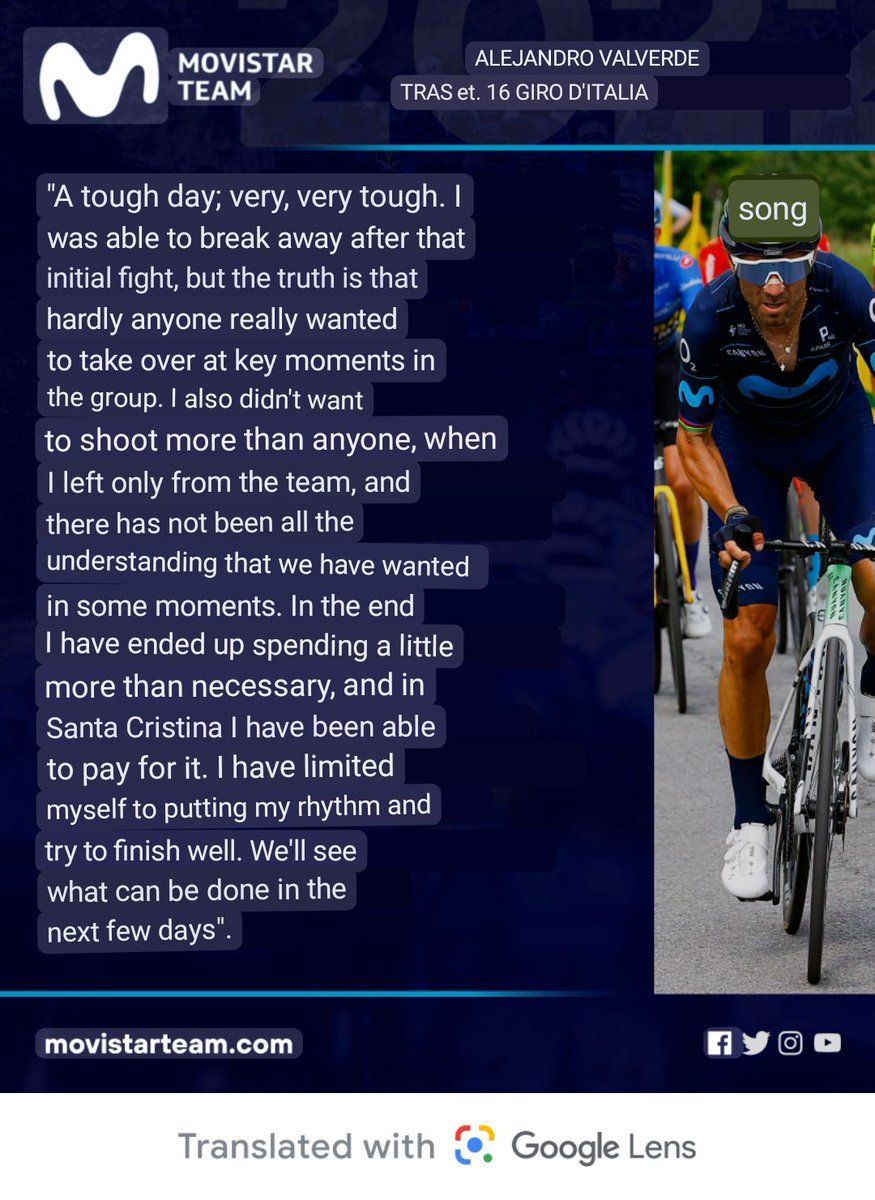 MOVISTAR
TEAM
ALEJANDRO VALVERDE
TRAS et. 16 GIRO D'ITALIA
"A tough day; very, very tough. I
was able to break away after that
initial fight, but the truth is that
hardly anyone really wanted
to take over at key moments in
the group. I also didn't want
to shoot more than anyone, when
I left only from the team, and
there has not been all the
understanding that we have wanted
in some moments. In the end
I have ended up spending a little
more than necessary, and in
Santa Cristina I have been able
to pay for it. I have limited
myself to putting my rhythm and
try to finish well. We'll see
what can be done in the
next few days".
song
CANYON
O2
CANYON
CANYON
movistarteam.com
Translated with Google Lens